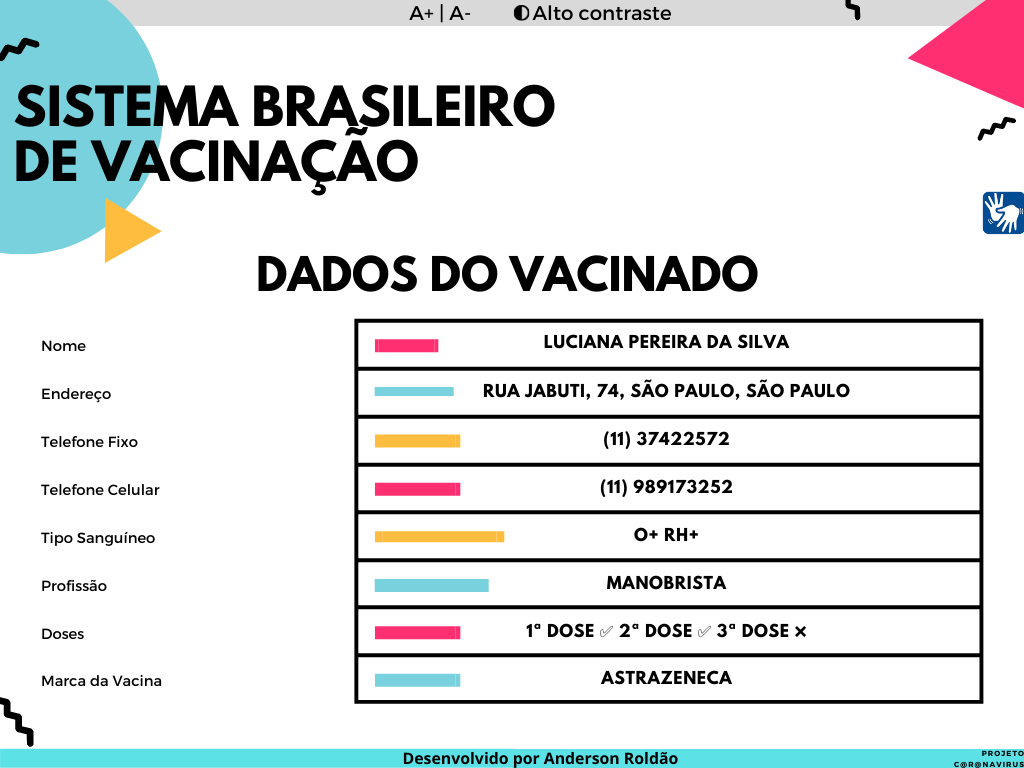 A+ | A- Alto contraste
SISTEMA BRASILEIRO
DE VACINAÇÃO
DADOS DO VACINADO
Nome LUCIANA PEREIRA DA SILVA
Endereço RUA JABUTI, 74, SÃO PAULO, SÃO PAULO
Telefone Fixo (11) 37422572
Telefone Celular (11) 989173252
Tipo Sanguíneo O+ RH+
Profissão MANOBRISTA
Doses 1ª DOSE ✅ 2ª DOSE ✅ 3ª DOSE ❌
Marca da Vacina ASTRAZENECA
Desenvolvido por Anderson Roldão
PROJETO
C@R@NAVIRUS